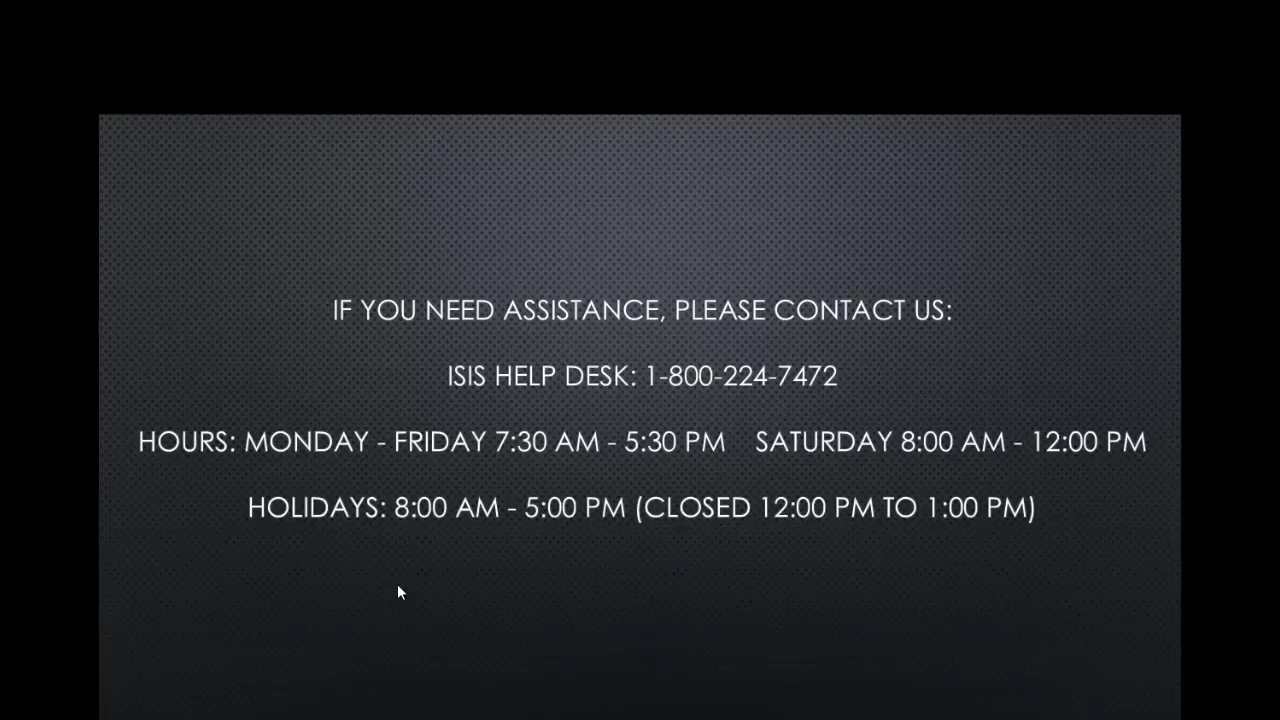 IF YOU NEED ASSISTANCE, PLEASE CONTACT US:
ISIS HELP DESK: 1-800-224-7472
HOURS: MONDAY - FRIDAY 7:30 AM - 5:30 PM    SATURDAY 8:00 AM - 12:00 PM
HOLIDAYS: 8:00 AM - 5:00 PM (CLOSED 12:00 PM TO 1:00 PM)